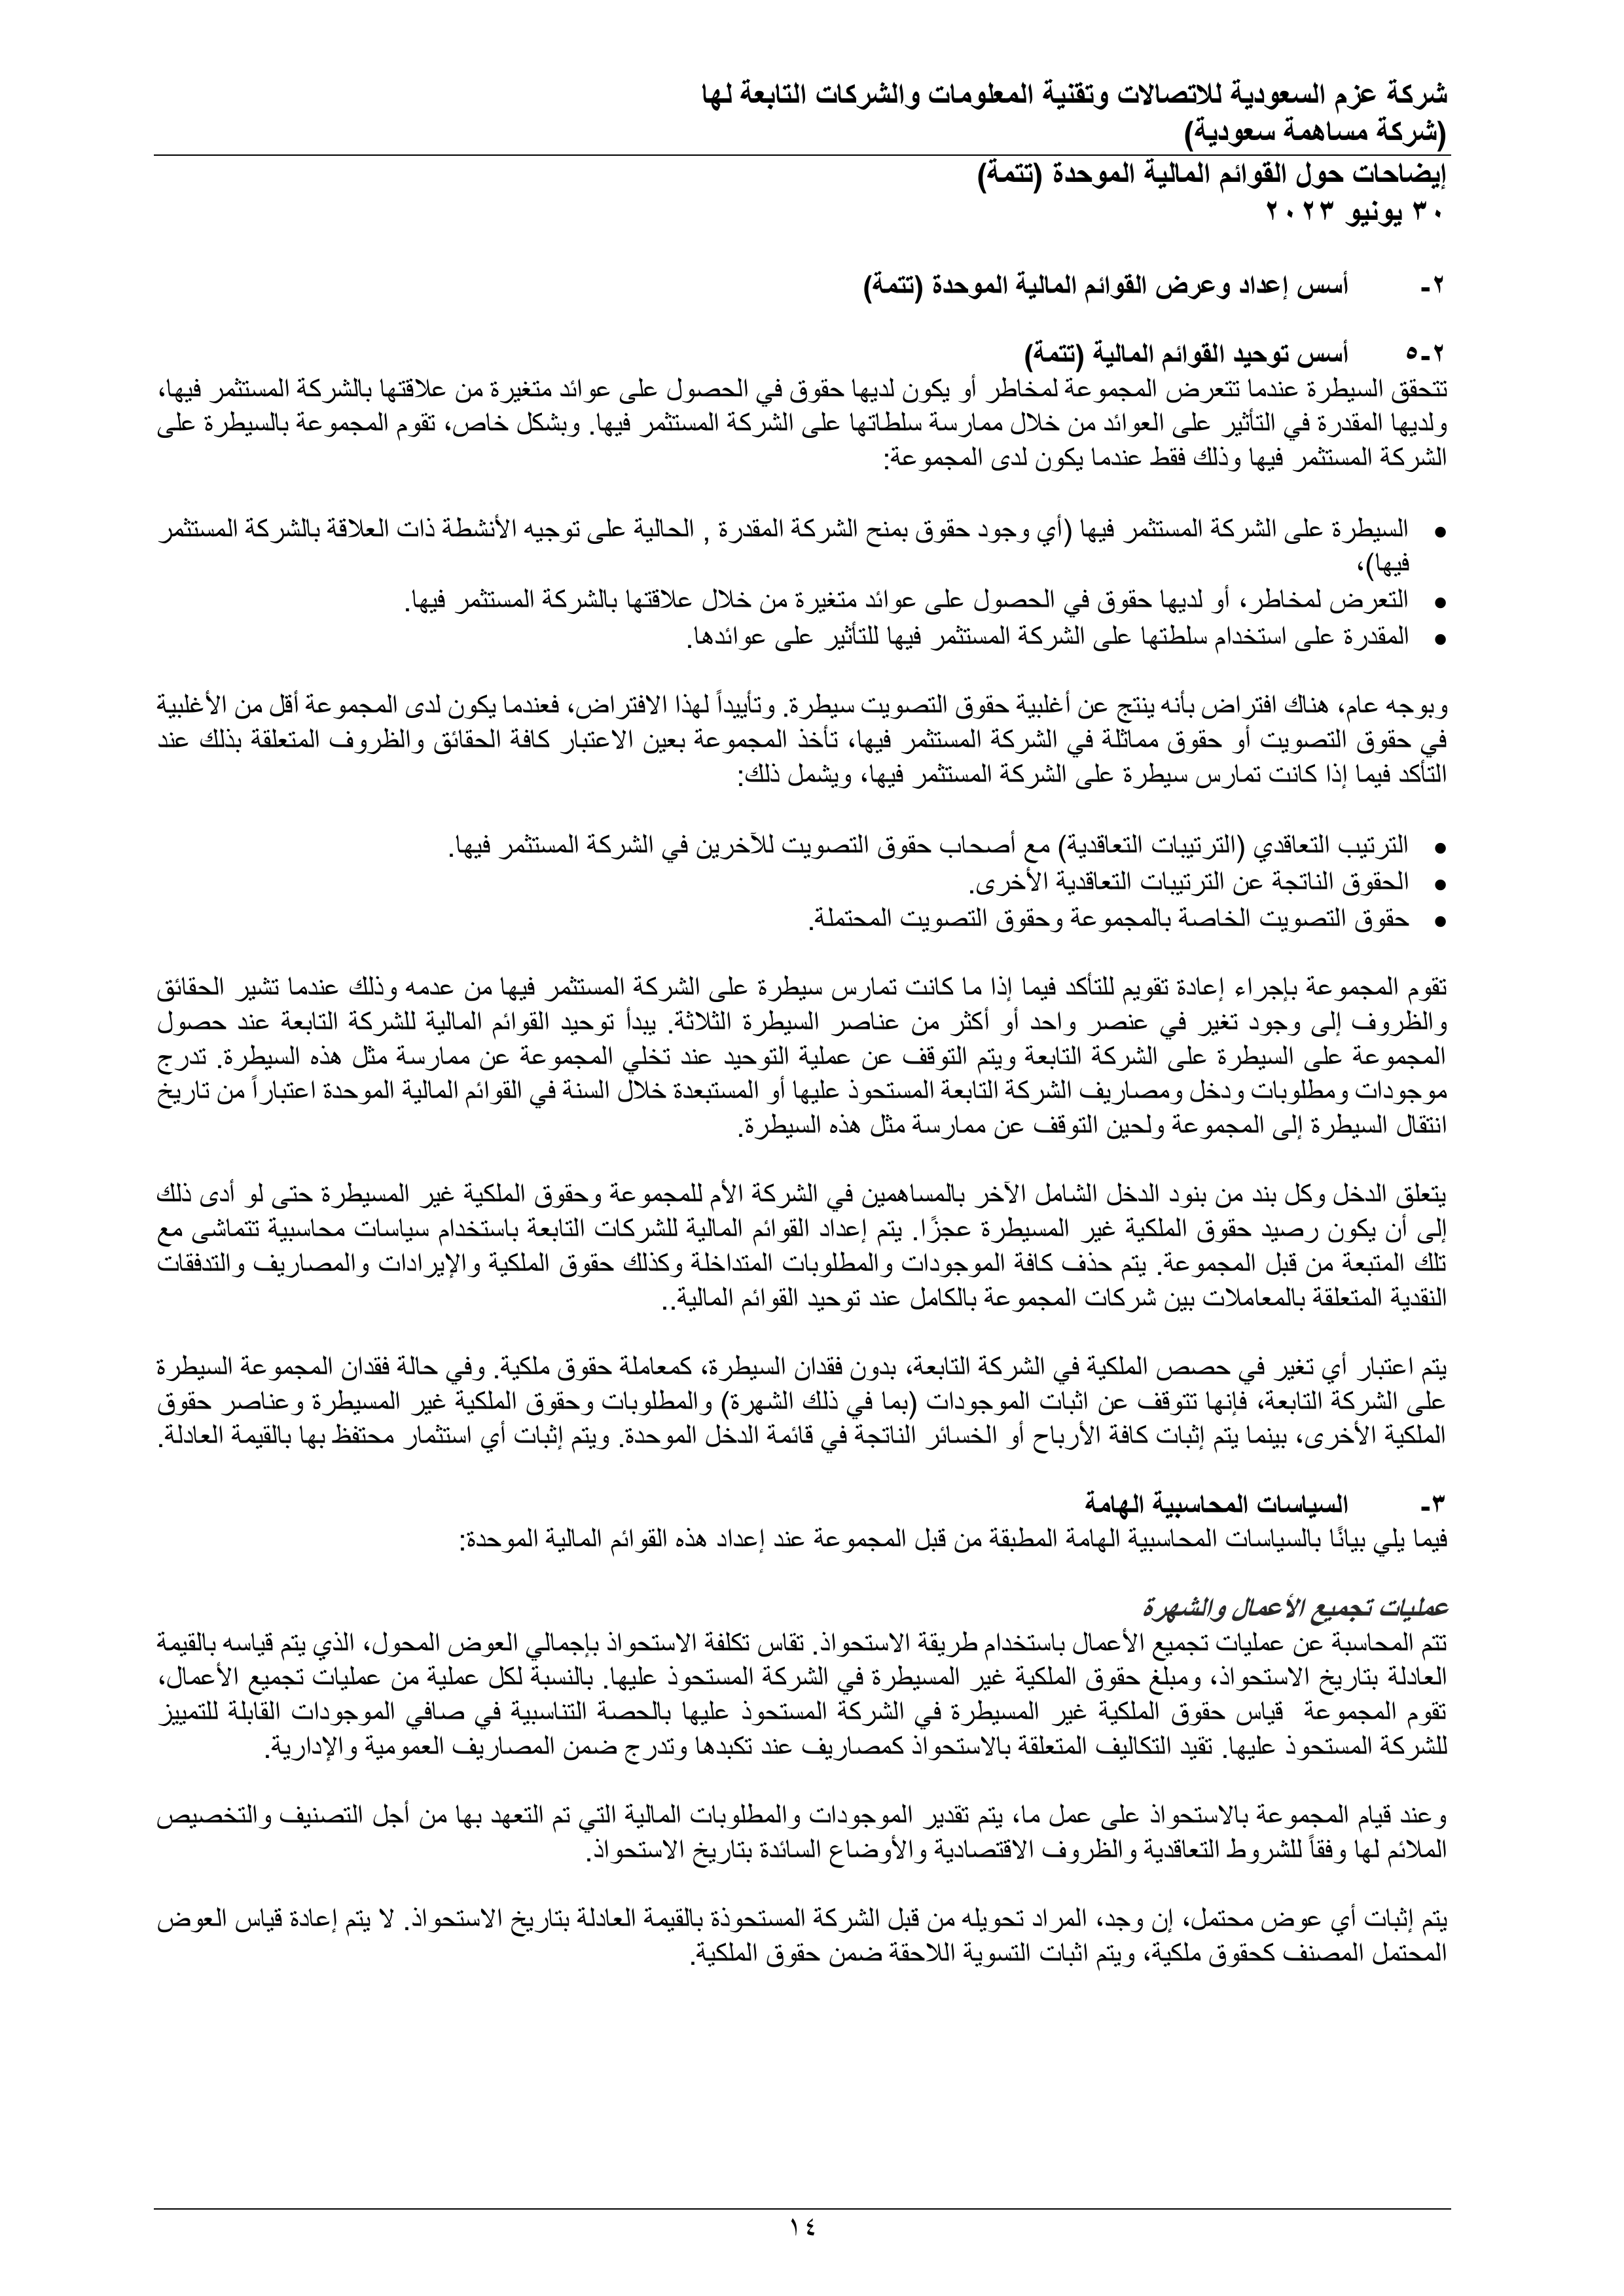 شركة عزم السعودية للاتصالات وتقنية المعلومات والشركات التابعة لها
(شركة مساهمة سعودية)
إيضاحات حول القوائم المالية الموحدة (تتمة)
٣٠ يونيو ٢٠٢٣
٢- أسس إعداد وعرض القوائم المالية الموحدة (تتمة)
٢-٥ أسس توحيد القوائم المالية (تتمة)
تتحقق السيطرة عندما تتعرض المجموعة لمخاطر أو يكون لديها حقوق في الحصول على عوائد متغيرة من علاقتها بالشركة المستثمر فيها،
ولديها المقدرة في التأثير على العوائد من خلال ممارسة سلطاتها على الشركة المستثمر فيها. وبشكل خاص، تقوم المجموعة بالسيطرة على
الشركة المستثمر فيها وذلك فقط عندما يكون لدى المجموعة:
• السيطرة على الشركة المستثمر فيها (أي وجود حقوق بمنح الشركة المقدرة , الحالية على توجيه الأنشطة ذات العلاقة بالشركة المستثمر
فيها)،
• التعرض لمخاطر، أو لديها حقوق في الحصول على عوائد متغيرة من خلال علاقتها بالشركة المستثمر فيها.
• المقدرة على استخدام سلطتها على الشركة المستثمر فيها للتأثير على عوائدها.
وبوجه عام، هناك افتراض بأنه ينتج عن أغلبية حقوق التصويت سيطرة. وتأييداً لهذا الافتراض، فعندما يكون لدى المجموعة أقل من الأغلبية
في حقوق التصويت أو حقوق مماثلة في الشركة المستثمر فيها، تأخذ المجموعة بعين الاعتبار كافة الحقائق والظروف المتعلقة بذلك عند
التأكد فيما إذا كانت تمارس سيطرة على الشركة المستثمر فيها، ويشمل ذلك:
• الترتيب التعاقدي (الترتيبات التعاقدية) مع أصحاب حقوق التصويت للآخرين في الشركة المستثمر فيها.
• الحقوق الناتجة عن الترتيبات التعاقدية الأخرى.
• حقوق التصويت الخاصة بالمجموعة وحقوق التصويت المحتملة.
تقوم المجموعة بإجراء إعادة تقويم للتأكد فيما إذا ما كانت تمارس سيطرة على الشركة المستثمر فيها من عدمه وذلك عندما تشير الحقائق
والظروف إلى وجود تغير في عنصر واحد أو أكثر من عناصر السيطرة الثلاثة. يبدأ توحيد القوائم المالية للشركة التابعة عند حصول
المجموعة على السيطرة على الشركة التابعة ويتم التوقف عن عملية التوحيد عند تخلي المجموعة عن ممارسة مثل هذه السيطرة. تدرج
موجودات ومطلوبات ودخل ومصاريف الشركة التابعة المستحوذ عليها أو المستبعدة خلال السنة في القوائم المالية الموحدة اعتباراً من تاريخ
انتقال السيطرة إلى المجموعة ولحين التوقف عن ممارسة مثل هذه السيطرة.
يتعلق الدخل وكل بند من بنود الدخل الشامل الآخر بالمساهمين في الشركة الأم للمجموعة وحقوق الملكية غير المسيطرة حتى لو أدى ذلك
إلى أن يكون رصيد حقوق الملكية غير المسيطرة عجزًا. يتم إعداد القوائم المالية للشركات التابعة باستخدام سياسات محاسبية تتماشى مع
تلك المتبعة من قبل المجموعة. يتم حذف كافة الموجودات والمطلوبات المتداخلة وكذلك حقوق الملكية والإيرادات والمصاريف والتدفقات
النقدية المتعلقة بالمعاملات بين شركات المجموعة بالكامل عند توحيد القوائم المالية..
يتم اعتبار أي تغير في حصص الملكية في الشركة التابعة، بدون فقدان السيطرة، كمعاملة حقوق ملكية. وفي حالة فقدان المجموعة السيطرة
على الشركة التابعة، فإنها تتوقف عن اثبات الموجودات (بما في ذلك الشهرة) والمطلوبات وحقوق الملكية غير المسيطرة وعناصر حقوق
الملكية الأخرى، بينما يتم إثبات كافة الأرباح أو الخسائر الناتجة في قائمة الدخل الموحدة. ويتم إثبات أي استثمار محتفظ بها بالقيمة العادلة.
٣- السياسات المحاسبية الهامة
فيما يلي بيانًا بالسياسات المحاسبية الهامة المطبقة من قبل المجموعة عند إعداد هذه القوائم المالية الموحدة:
عمليات تجميع الأعمال والشهرة
تتم المحاسبة عن عمليات تجميع الأعمال باستخدام طريقة الاستحواذ. تقاس تكلفة الاستحواذ بإجمالي العوض المحول، الذي يتم قياسه بالقيمة
العادلة بتاريخ الاستحواذ، ومبلغ حقوق الملكية غير المسيطرة في الشركة المستحوذ عليها. بالنسبة لكل عملية من عمليات تجميع الأعمال،
تقوم المجموعة قياس حقوق الملكية غير المسيطرة في الشركة المستحوذ عليها بالحصة التناسبية في صافي الموجودات القابلة للتمييز
للشركة المستحوذ عليها. تقيد التكاليف المتعلقة بالاستحواذ كمصاريف عند تكبدها وتدرج ضمن المصاريف العمومية والإدارية.
وعند قيام المجموعة بالاستحواذ على عمل ما، يتم تقدير الموجودات والمطلوبات المالية التي تم التعهد بها من أجل التصنيف والتخصيص
الملائم لها وفقاً للشروط التعاقدية والظروف الاقتصادية والأوضاع السائدة بتاريخ الاستحواذ.
يتم إثبات أي عوض محتمل، إن وجد، المراد تحويله من قبل الشركة المستحوذة بالقيمة العادلة بتاريخ الاستحواذ. لا يتم إعادة قياس العوض
المحتمل المصنف كحقوق ملكية، ويتم اثبات التسوية اللاحقة ضمن حقوق الملكية.
١٤